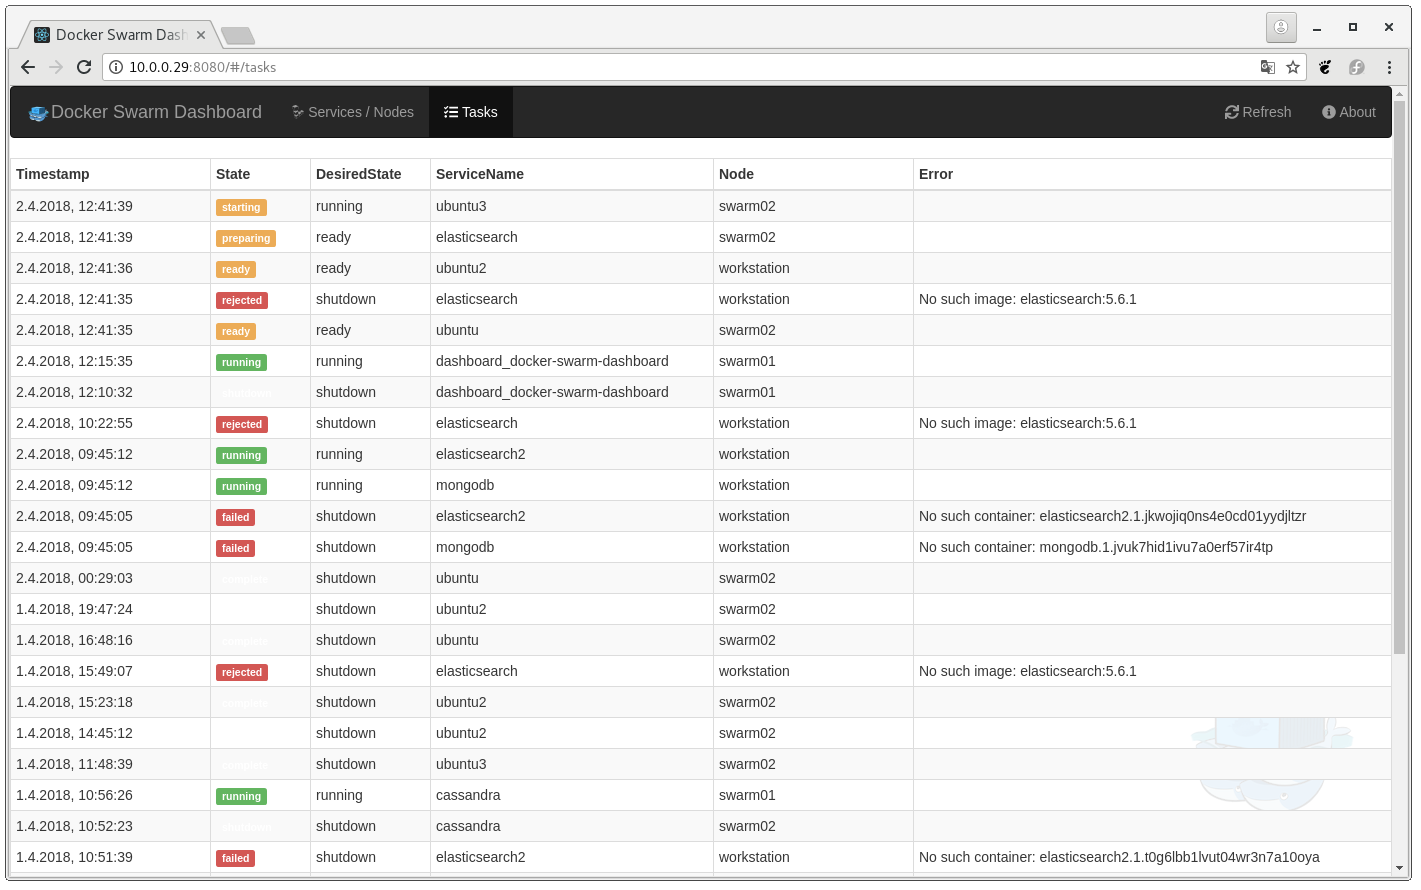 Docker Swarm Dash
10.0.0.29:8080/#/tasks
Docker Swarm Dashboard Services / Nodes Tasks Refresh About
Timestamp State DesiredState ServiceName Node Error
2.4.2018, 12:41:39 starting running ubuntu3 swarm02
2.4.2018, 12:41:39 preparing ready elasticsearch swarm02
2.4.2018, 12:41:36 ready ready ubuntu2 workstation
2.4.2018, 12:41:35 rejected shutdown elasticsearch workstation No such image: elasticsearch:5.6.1
2.4.2018, 12:41:35 ready ready ubuntu swarm02
2.4.2018, 12:15:35 running running dashboard_docker-swarm-dashboard swarm01
2.4.2018, 12:10:32 shutdown shutdown dashboard_docker-swarm-dashboard swarm01
2.4.2018, 10:22:55 rejected shutdown elasticsearch workstation No such image: elasticsearch:5.6.1
2.4.2018, 09:45:12 running running elasticsearch2 workstation
2.4.2018, 09:45:12 running running mongodb workstation
2.4.2018, 09:45:05 failed shutdown elasticsearch2 workstation No such container: elasticsearch2.1.jkwojiq0ns4e0cd01yydjltzr
2.4.2018, 09:45:05 failed shutdown mongodb workstation No such container: mongodb.1.jvuk7hid1ivu7a0erf57ir4tp
2.4.2018, 00:29:03 complete shutdown ubuntu swarm02
1.4.2018, 19:47:24 shutdown ubuntu2 swarm02
1.4.2018, 16:48:16 complete shutdown ubuntu swarm02
1.4.2018, 15:49:07 rejected shutdown elasticsearch workstation No such image: elasticsearch:5.6.1
1.4.2018, 15:23:18 complete shutdown ubuntu2 swarm02
1.4.2018, 14:45:12 shutdown ubuntu2 swarm02
1.4.2018, 11:48:39 complete shutdown ubuntu3 swarm02
1.4.2018, 10:56:26 running running cassandra swarm01
1.4.2018, 10:52:23 shutdown shutdown cassandra swarm02
1.4.2018, 10:51:39 failed shutdown elasticsearch2 workstation No such container: elasticsearch2.1.t0g6lbb1lvut04wr3n7a10oya